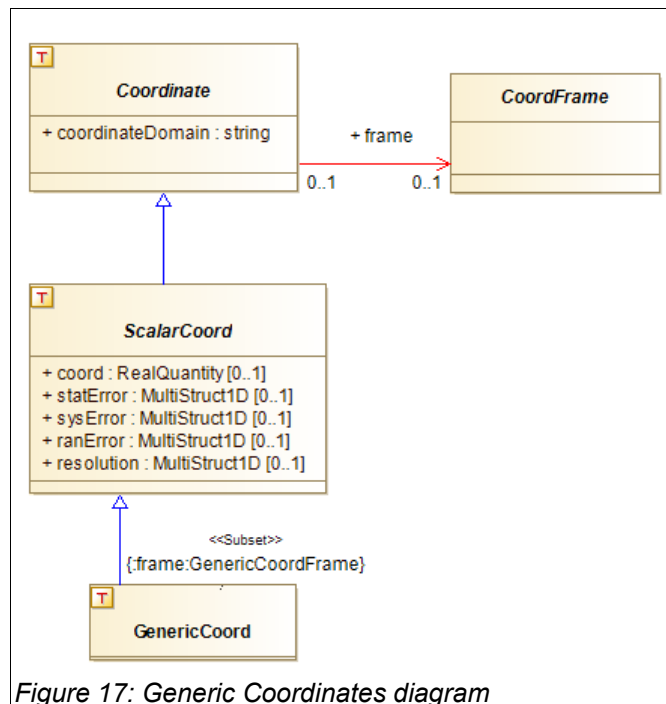 T
Coordinate
+ coordinateDomain : string
CoordFrame
+ frame
0..1
0..1
T
ScalarCoord
+ coord : RealQuantity [0..1]
+ statError : MultiStruct1D [0..1]
+ sysError : MultiStruct1D [0..1]
+ ranError : MultiStruct1D [0..1]
+ resolution : MultiStruct1D [0..1]
<<Subset>>
{:frame:GenericCoordFrame}
T
GenericCoord
Figure 17: Generic Coordinates diagram